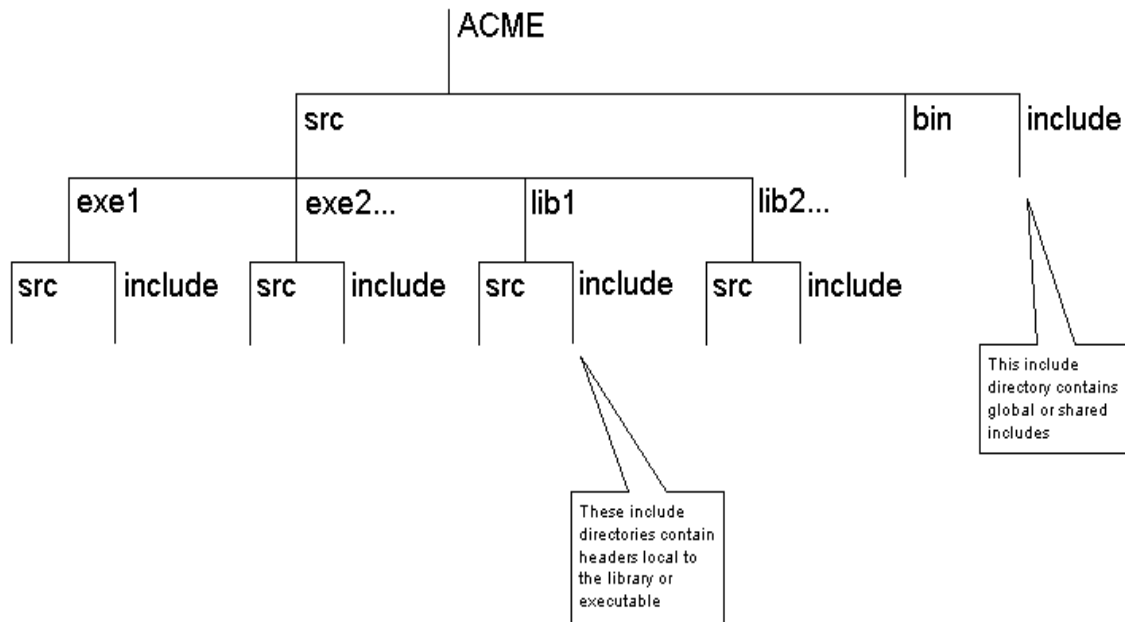 ACME
src
bin
include
exe1
exe2...
lib1
lib2...
src
include
src
include
src
include
src
include
This include
directory contains
global or shared
includes
These include
directories contain
headers local to
the library or
executable